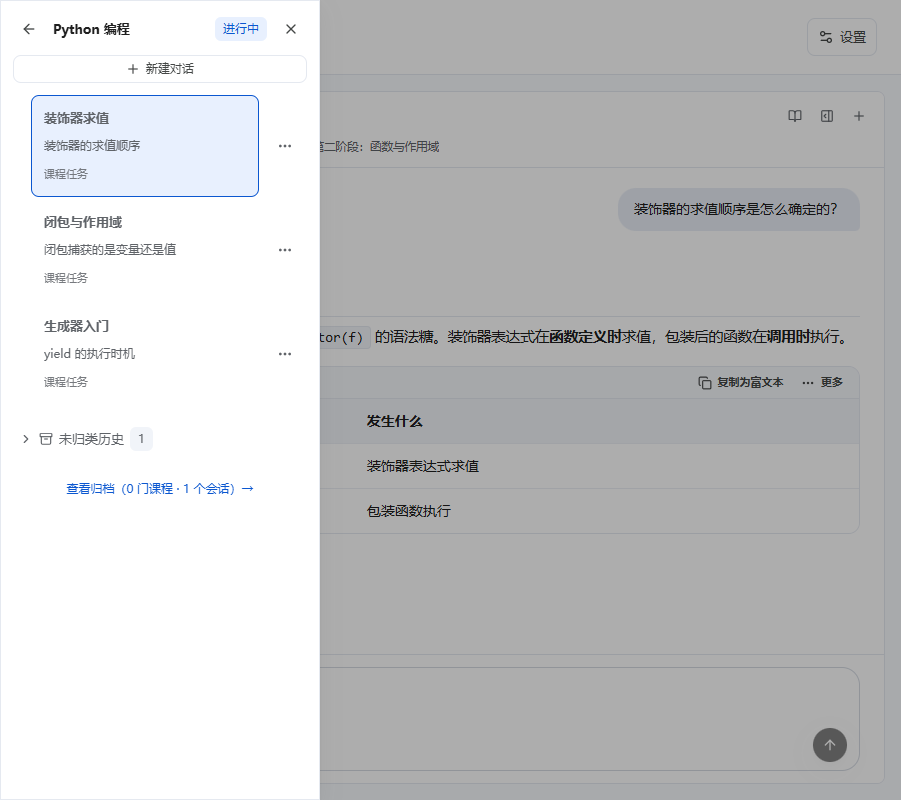 Python 编程
进行中
新建对话
装饰器求值
装饰器的求值顺序
课程任务
闭包与作用域
闭包捕获的是变量还是值
课程任务
生成器入门
yield 的执行时机
课程任务
未归类历史 1
查看归档（0 门课程 · 1 个会话）→
设置
第二阶段：函数与作用域
装饰器的求值顺序是怎么确定的？
tor(f) 的语法糖。装饰器表达式在函数定义时求值，包装后的函数在调用时执行。
复制为富文本
更多
发生什么
装饰器表达式求值
包装函数执行